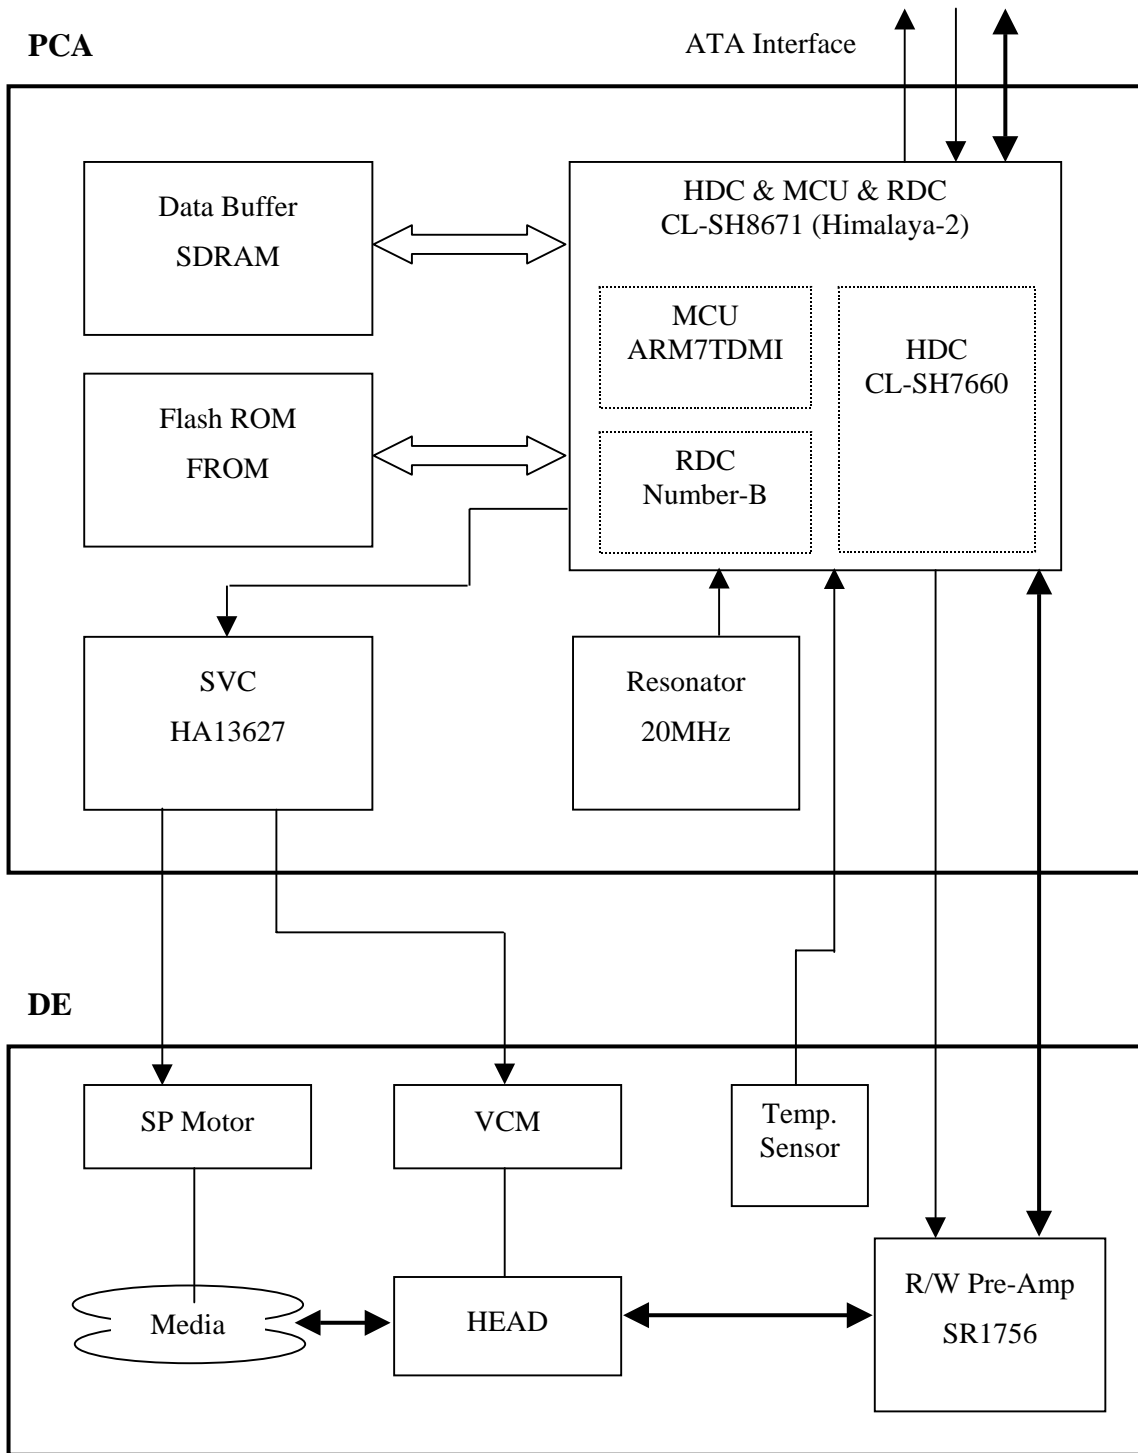 PCA
ATA Interface
Data Buffer
SDRAM
HDC & MCU & RDC
CL-SH8671 (Himalaya-2)
MCU
ARM7TDMI
HDC
CL-SH7660
Flash ROM
FROM
RDC
Number-B
SVC
HA13627
Resonator
20MHz
DE
SP Motor
VCM
Temp.
Sensor
Media
HEAD
R/W Pre-Amp
SR1756